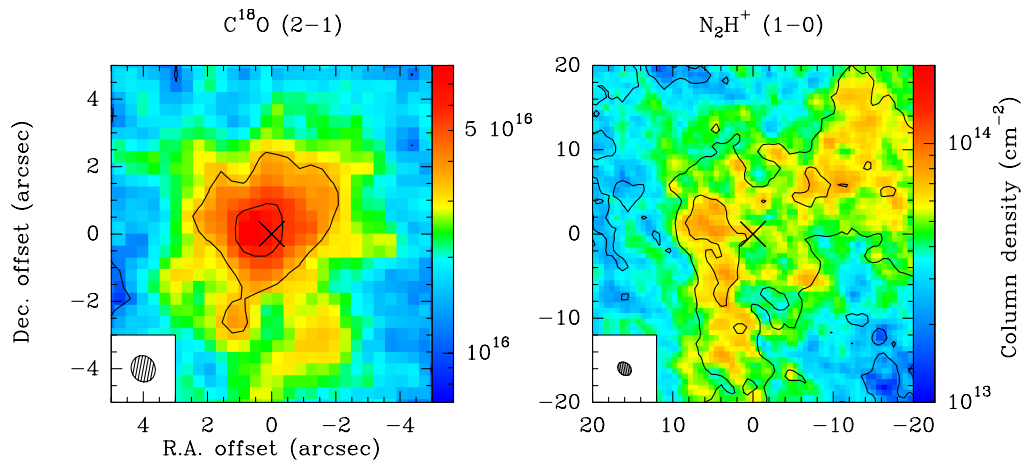 C¹⁸O (2−1)
N₂H⁺ (1−0)
Dec. offset (arcsec)
4
2
0
−2
−4
4 2 0 −2 −4
R.A. offset (arcsec)
5 10¹⁶
10¹⁶
20
10
0
−10
−20
20 10 0 −10 −20
10¹⁴
10¹³
Column density (cm⁻²)